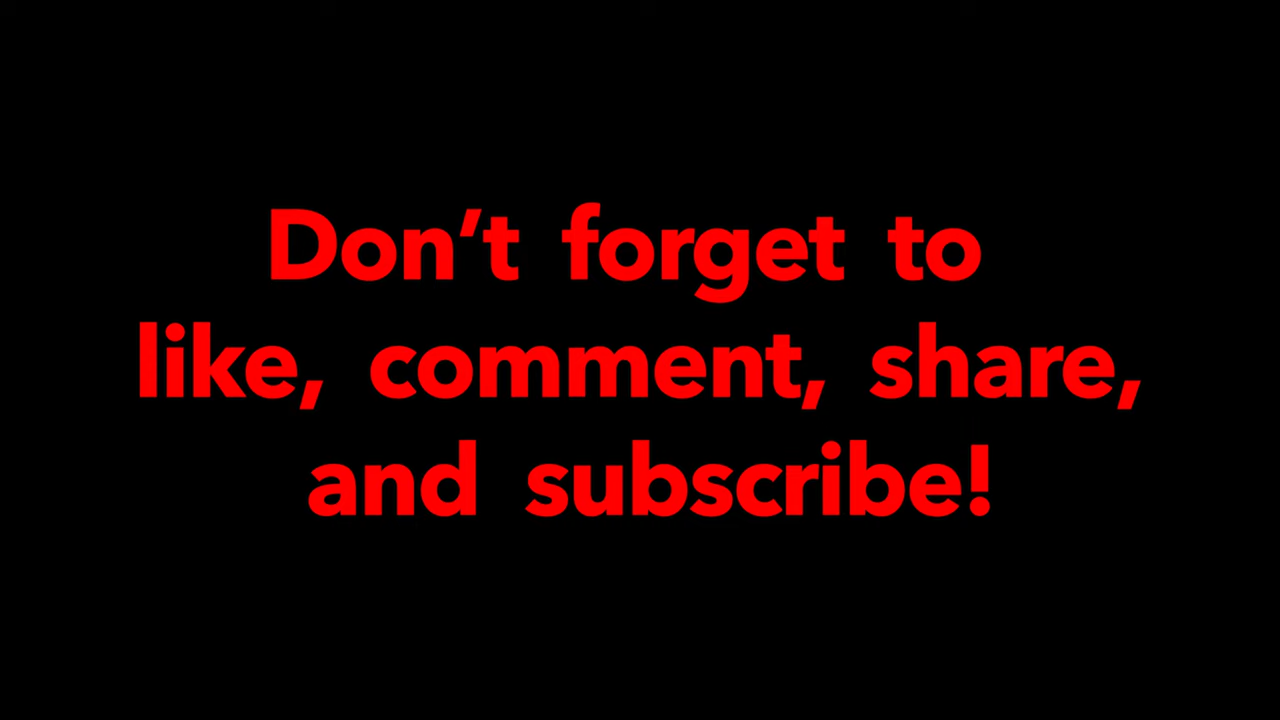 Don’t forget to
like, comment, share,
and subscribe!